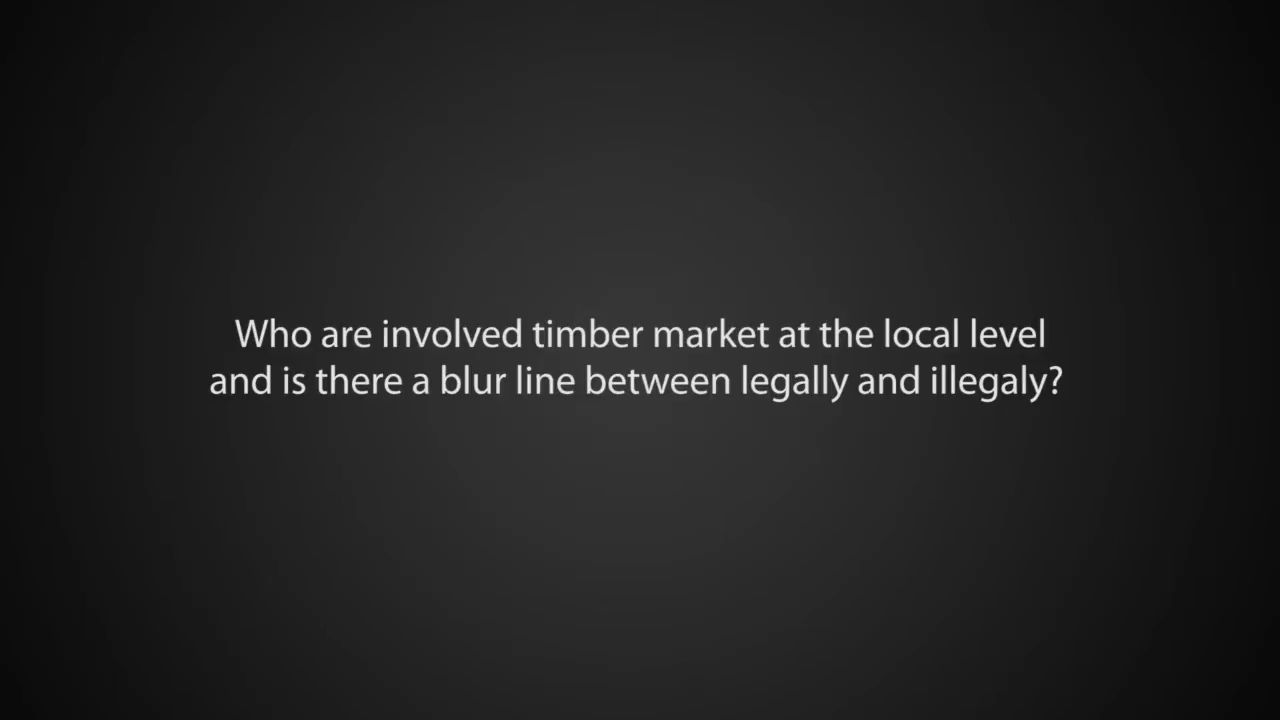 Who are involved timber market at the local level
and is there a blur line between legally and illegaly?